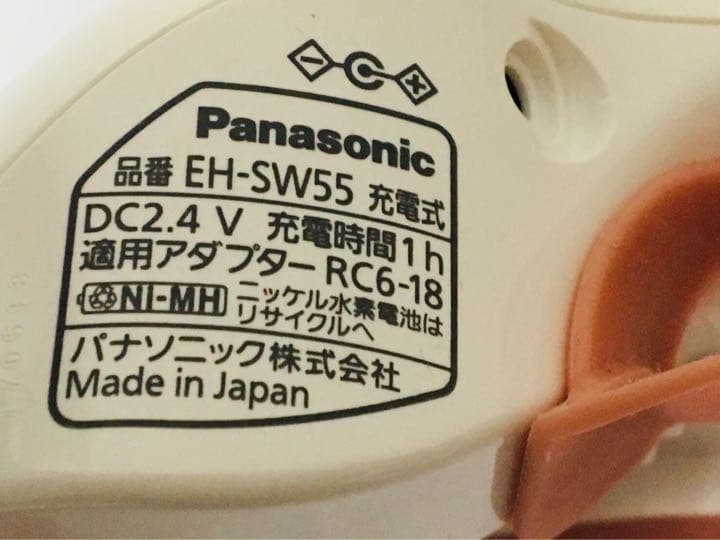 Panasonic
品番 EH-SW55 充電式
DC2.4 V 充電時間1h
適用アダプター RC6-18
NI-MH ニッケル水素電池は
リサイクルへ
パナソニック株式会社
Made in Japan